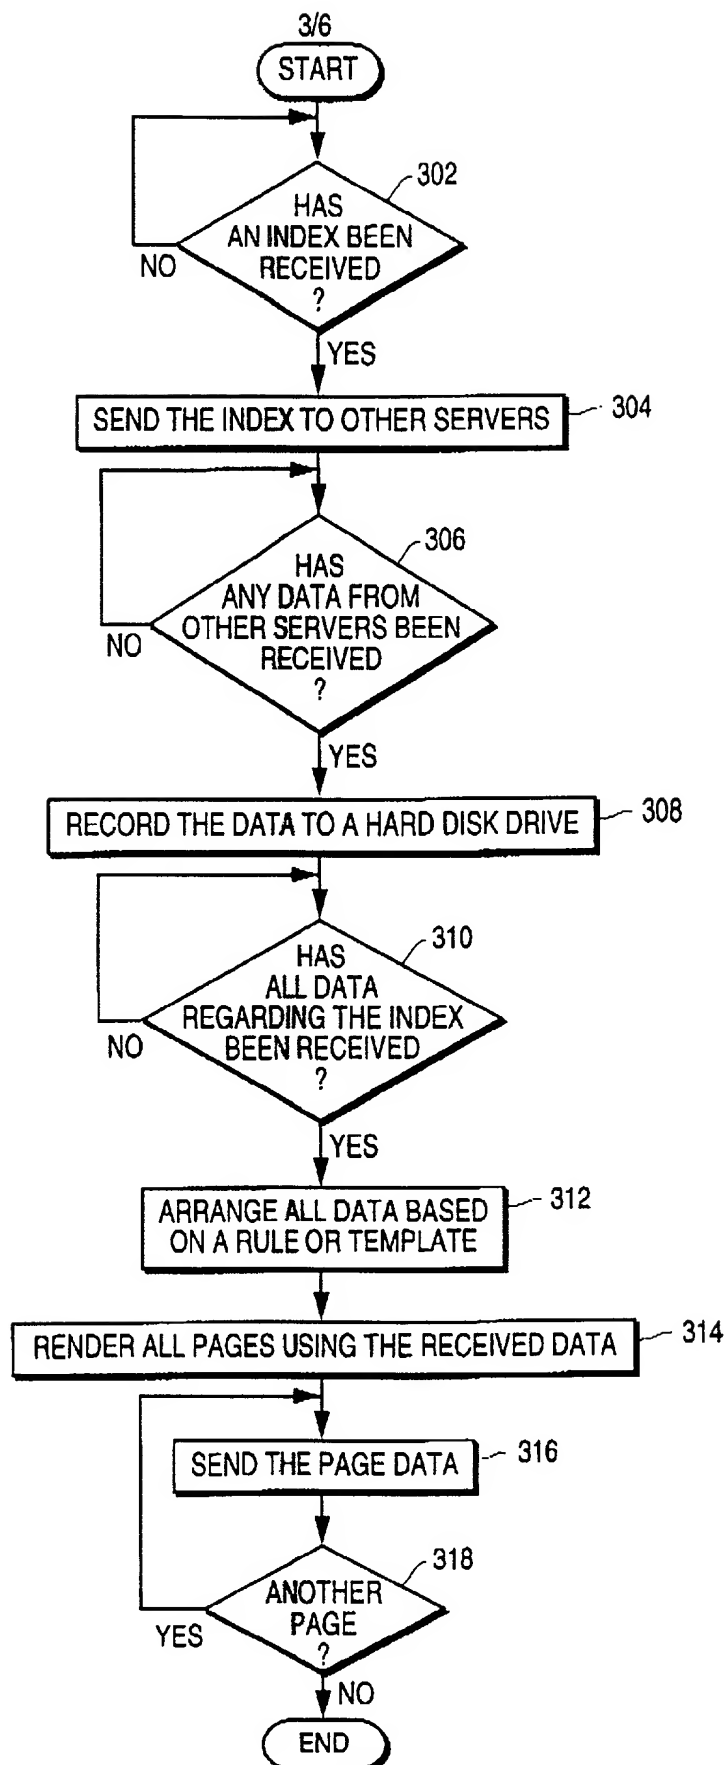 3/6
START
302
HAS
AN INDEX BEEN
RECEIVED
?
NO
YES
SEND THE INDEX TO OTHER SERVERS
304
306
HAS
ANY DATA FROM
OTHER SERVERS BEEN
RECEIVED
?
NO
YES
RECORD THE DATA TO A HARD DISK DRIVE
308
310
HAS
ALL DATA
REGARDING THE INDEX
BEEN RECEIVED
?
NO
YES
ARRANGE ALL DATA BASED
ON A RULE OR TEMPLATE
312
RENDER ALL PAGES USING THE RECEIVED DATA
314
SEND THE PAGE DATA
316
318
ANOTHER
PAGE
?
YES
NO
END